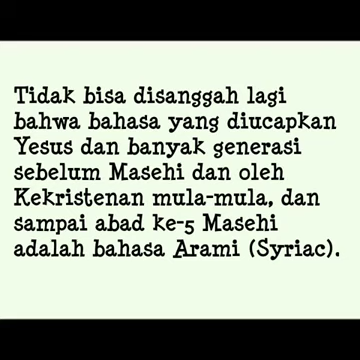 Tidak bisa disanggah lagi
bahwa bahasa yang diucapkan
Yesus dan banyak generasi
sebelum Masehi dan oleh
Kekristenan mula-mula, dan
sampai abad ke-5 Masehi
adalah bahasa Arami (Syriac).